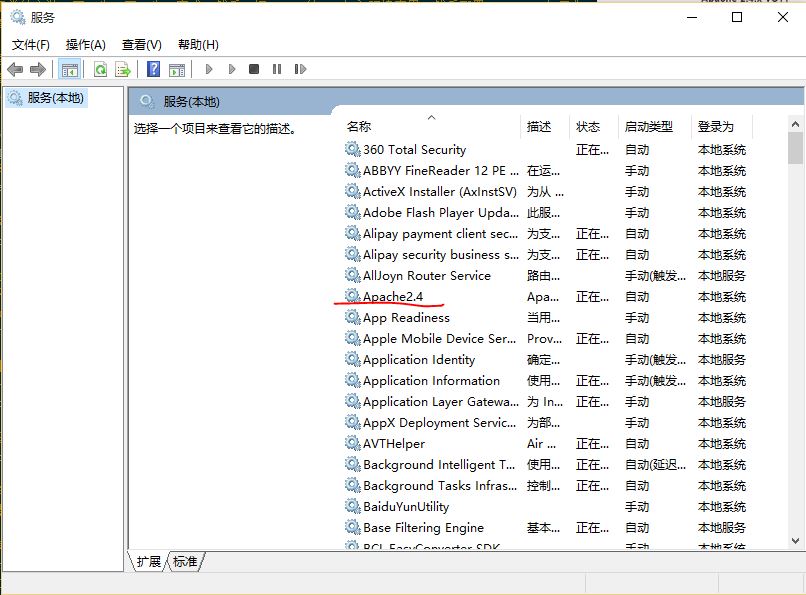 服务
文件(F) 操作(A) 查看(V) 帮助(H)
服务(本地)
服务(本地)
选择一个项目来查看它的描述。
名称 描述 状态 启动类型 登录为
360 Total Security 正在... 自动 本地系统
ABBYY FineReader 12 PE ... 在运... 手动 本地系统
ActiveX Installer (AxInstSV) 为从 ... 手动 本地系统
Adobe Flash Player Upda... 此服... 手动 本地系统
Alipay payment client sec... 为支... 正在... 自动 本地系统
Alipay security business s... 为支... 正在... 自动 本地系统
AllJoyn Router Service 路由... 手动(触发... 本地服务
Apache2.4 Apa... 正在... 自动 本地系统
App Readiness 当用... 手动 本地系统
Apple Mobile Device Ser... Prov... 正在... 自动 本地系统
Application Identity 确定... 手动(触发... 本地服务
Application Information 使用... 正在... 手动(触发... 本地系统
Application Layer Gatewa... 为 In... 正在... 手动 本地服务
AppX Deployment Servic... 为部... 手动 本地系统
AVTHelper Air ... 正在... 自动 本地系统
Background Intelligent T... 使用... 正在... 自动(延迟... 本地系统
Background Tasks Infras... 控制... 正在... 自动 本地系统
BaiduYunUtility 手动 本地系统
Base Filtering Engine 基本... 正在... 自动 本地服务
BCL EasyConverter SDK 手动 本地系统
扩展 标准